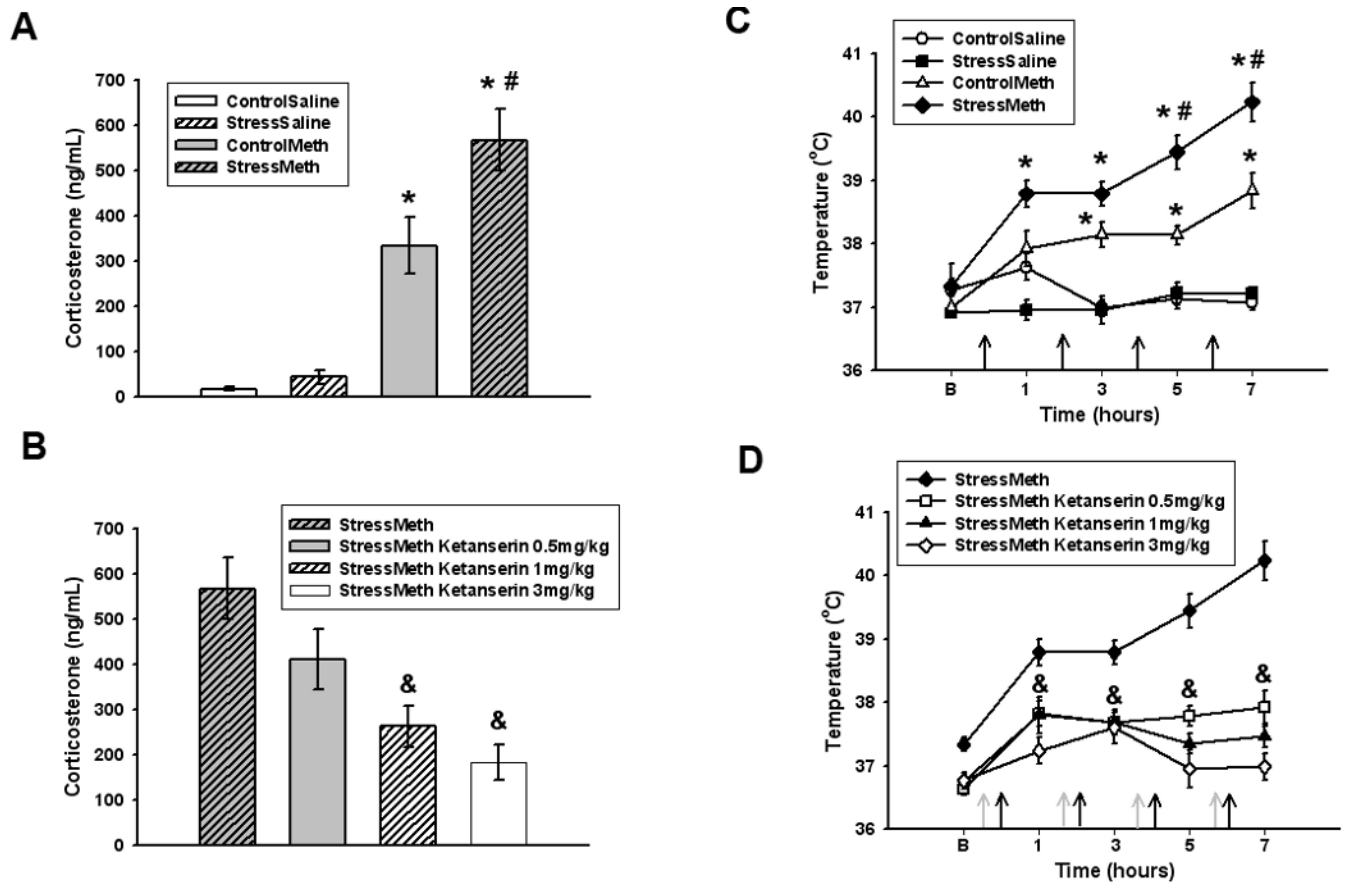 A
Corticosterone (ng/mL)
700
600
500
400
300
200
100
0
ControlSaline
StressSaline
ControlMeth
StressMeth
*
* #
B
Corticosterone (ng/mL)
700
600
500
400
300
200
100
0
StressMeth
StressMeth Ketanserin 0.5mg/kg
StressMeth Ketanserin 1mg/kg
StressMeth Ketanserin 3mg/kg
&
&
C
Temperature (°C)
41
40
39
38
37
36
ControlSaline
StressSaline
ControlMeth
StressMeth
* #
* #
*
*
*
*
*
B 1 3 5 7
Time (hours)
D
Temperature (°C)
41
40
39
38
37
36
StressMeth
StressMeth Ketanserin 0.5mg/kg
StressMeth Ketanserin 1mg/kg
StressMeth Ketanserin 3mg/kg
& & & &
B 1 3 5 7
Time (hours)